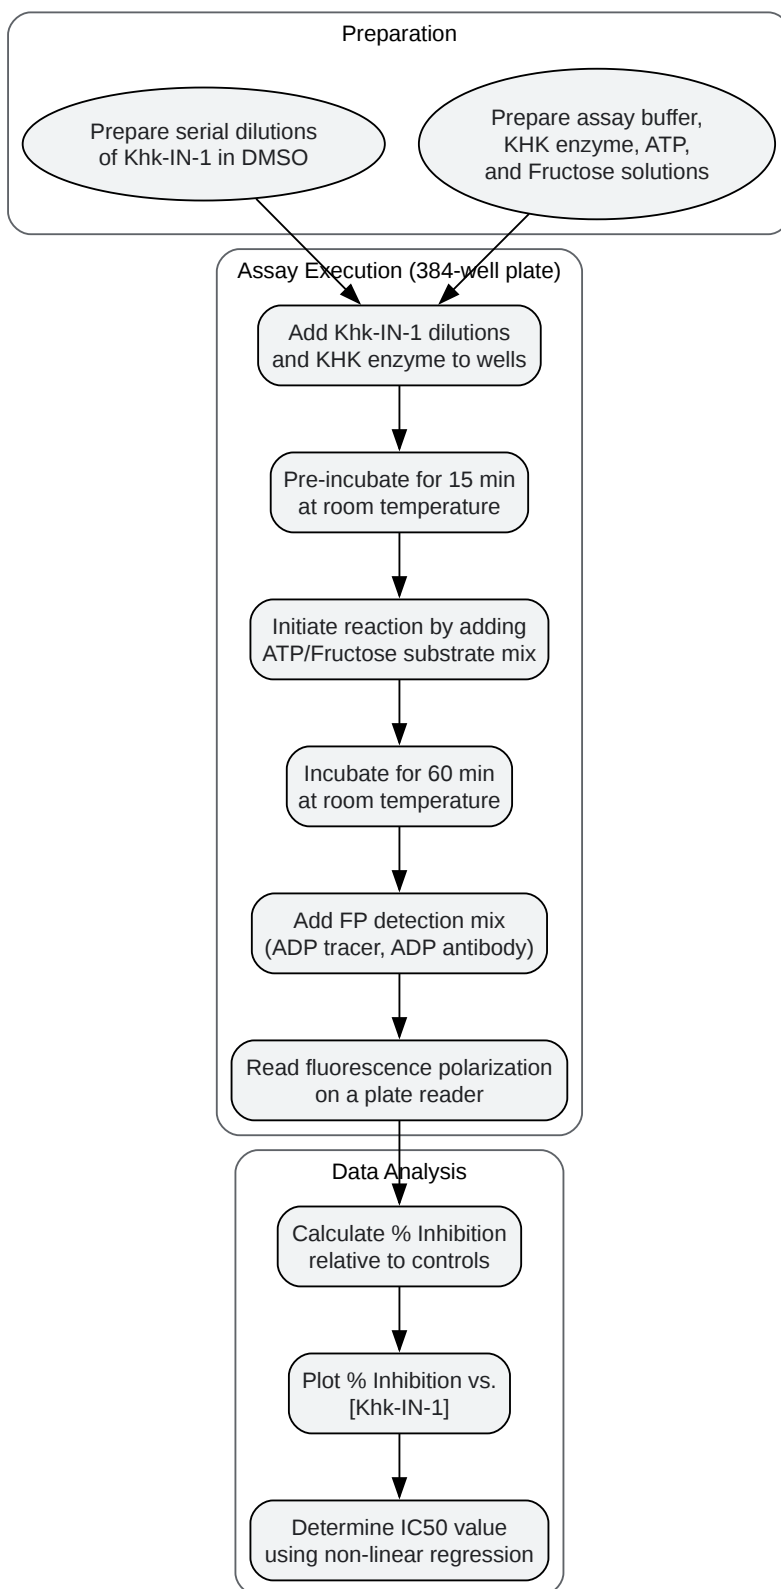 Preparation
Prepare serial dilutions
of Khk-IN-1 in DMSO
Prepare assay buffer,
KHK enzyme, ATP,
and Fructose solutions
Assay Execution (384-well plate)
Add Khk-IN-1 dilutions
and KHK enzyme to wells
Pre-incubate for 15 min
at room temperature
Initiate reaction by adding
ATP/Fructose substrate mix
Incubate for 60 min
at room temperature
Add FP detection mix
(ADP tracer, ADP antibody)
Read fluorescence polarization
on a plate reader
Data Analysis
Calculate % Inhibition
relative to controls
Plot % Inhibition vs.
[Khk-IN-1]
Determine IC50 value
using non-linear regression